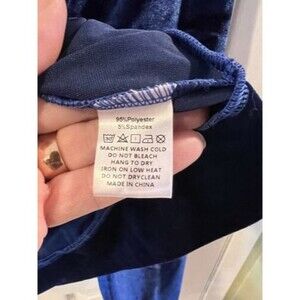 95%Polyester
5%Spandex
MACHINE WASH COLD
DO NOT BLEACH
HANG TO DRY
IRON ON LOW HEAT
DO NOT DRYCLEAN
MADE IN CHINA